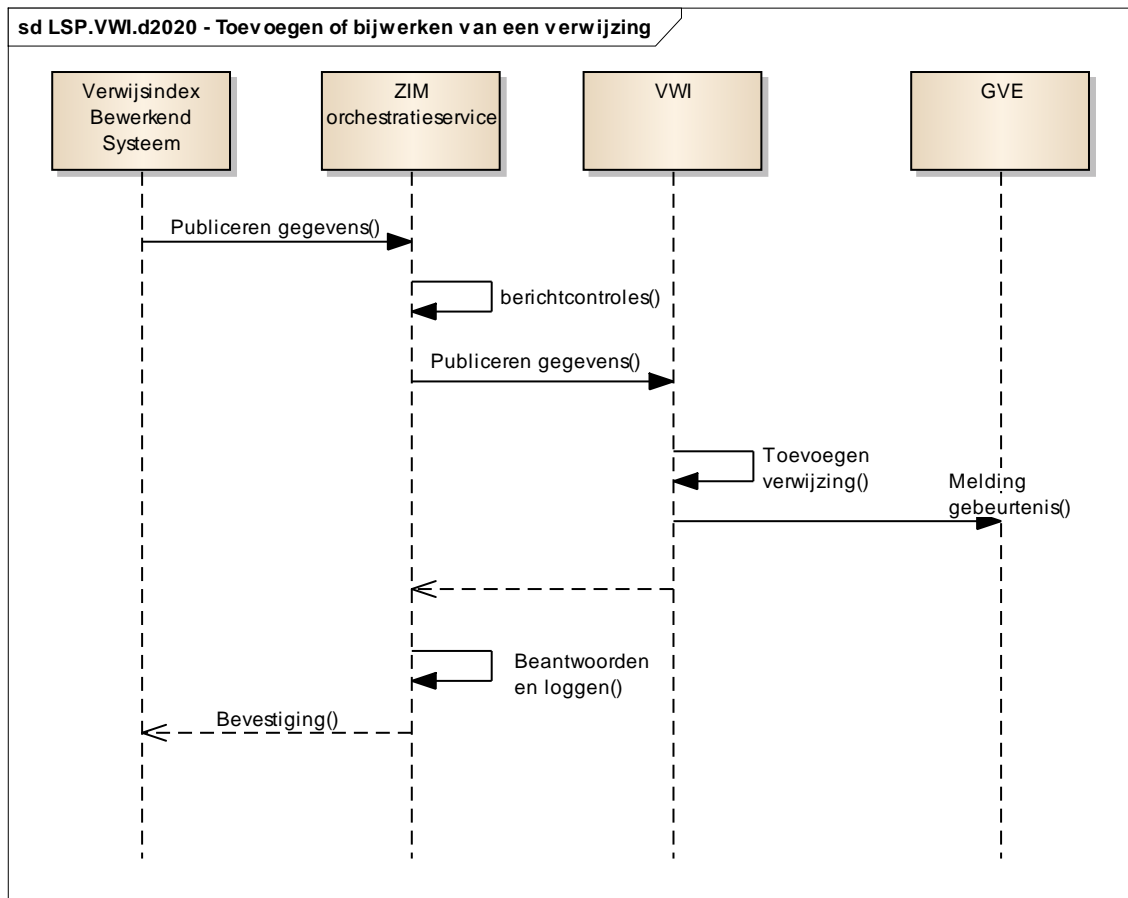 sd LSP.VWI.d2020 - Toevoegen of bijwerken van een verwijzing
Verwijsindex
Bewerkend
Systeem
ZIM
orchestratieservice
VWI
GVE
Publiceren gegevens()
berichtcontroles()
Publiceren gegevens()
Toevoegen
verwijzing()
Melding
gebeurtenis()
Beantwoorden
en loggen()
Bevestiging()